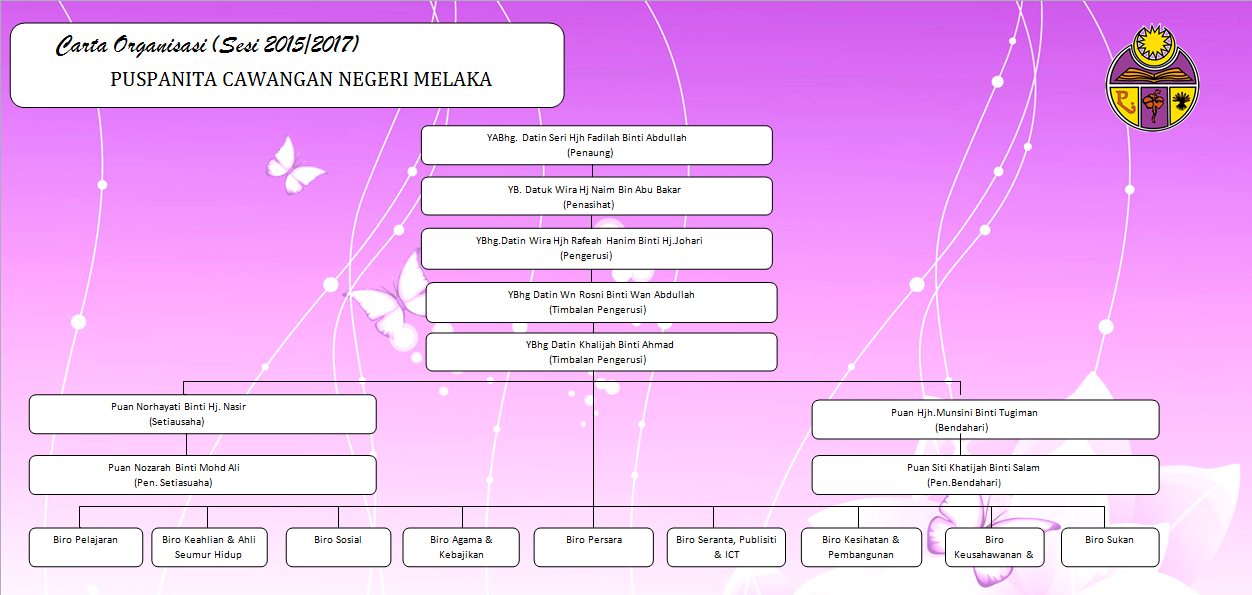 Carta Organisasi (Sesi 2015/2017)
PUSPANITA CAWANGAN NEGERI MELAKA
YABhg. Datin Seri Hjh Fadilah Binti Abdullah
(Penaung)
YB. Datuk Wira Hj Naim Bin Abu Bakar
(Penasihat)
YBhg.Datin Wira Hjh Rafeah Hanim Binti Hj.Johari
(Pengerusi)
YBhg Datin Wn Rosni Binti Wan Abdullah
(Timbalan Pengerusi)
YBhg Datin Khalijah Binti Ahmad
(Timbalan Pengerusi)
Puan Norhayati Binti Hj. Nasir
(Setiausaha)
Puan Hjh.Munsini Binti Tugiman
(Bendahari)
Puan Nozarah Binti Mohd Ali
(Pen. Setiasuaha)
Puan Siti Khatijah Binti Salam
(Pen.Bendahari)
Biro Pelajaran
Biro Keahlian & Ahli
Seumur Hidup
Biro Sosial
Biro Agama &
Kebajikan
Biro Persara
Biro Seranta, Publisiti
& ICT
Biro Kesihatan &
Pembangunan
Biro
Keusahawanan &
Biro Sukan